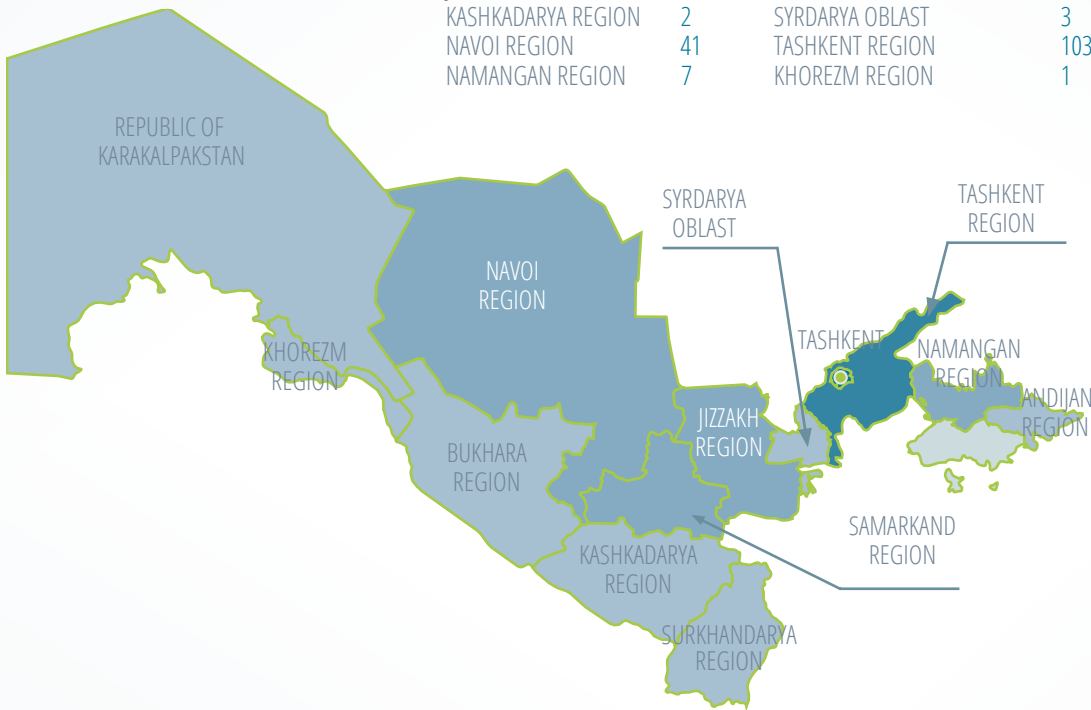 KASHKADARYA REGION 2 SYRDARYA OBLAST 3
NAVOI REGION 41 TASHKENT REGION 103
NAMANGAN REGION 7 KHOREZM REGION 1
REPUBLIC OF
KARAKALPAKSTAN
SYRDARYA
OBLAST
TASHKENT
REGION
NAVOI
REGION
TASHKENT
NAMANGAN
REGION
KHOREZM
REGION
ANDIJAN
REGION
JIZZAKH
REGION
BUKHARA
REGION
SAMARKAND
REGION
KASHKADARYA
REGION
SURKHANDARYA
REGION